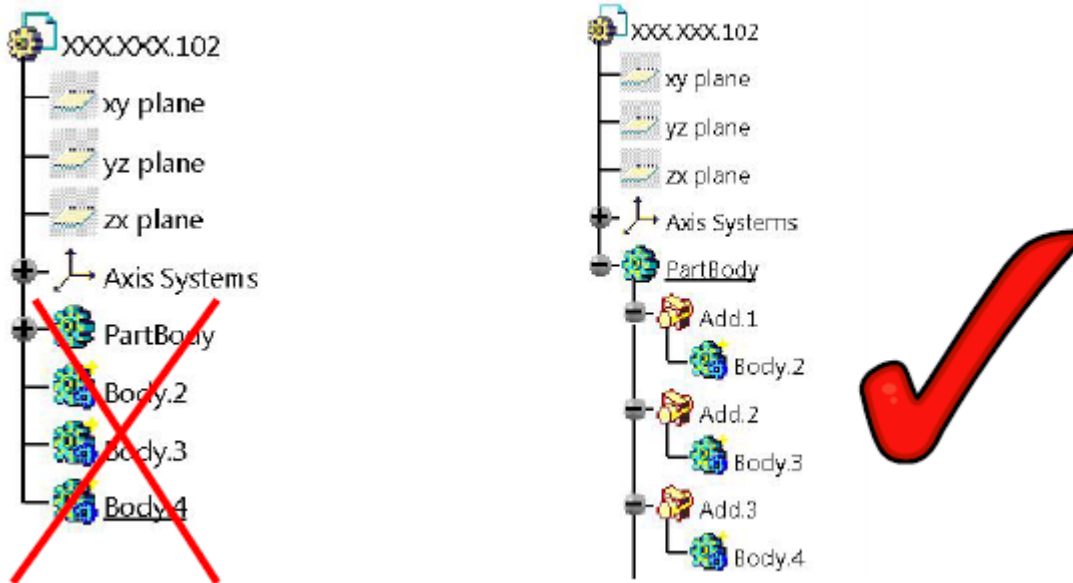 XXX.XXX.102
xy plane
yz plane
zx plane
Axis Systems
PartBody
Body.2
Body.3
Body.4
XXX.XXX.102
xy plane
yz plane
zx plane
Axis Systems
PartBody
Add.1
Body.2
Add.2
Body.3
Add.3
Body.4